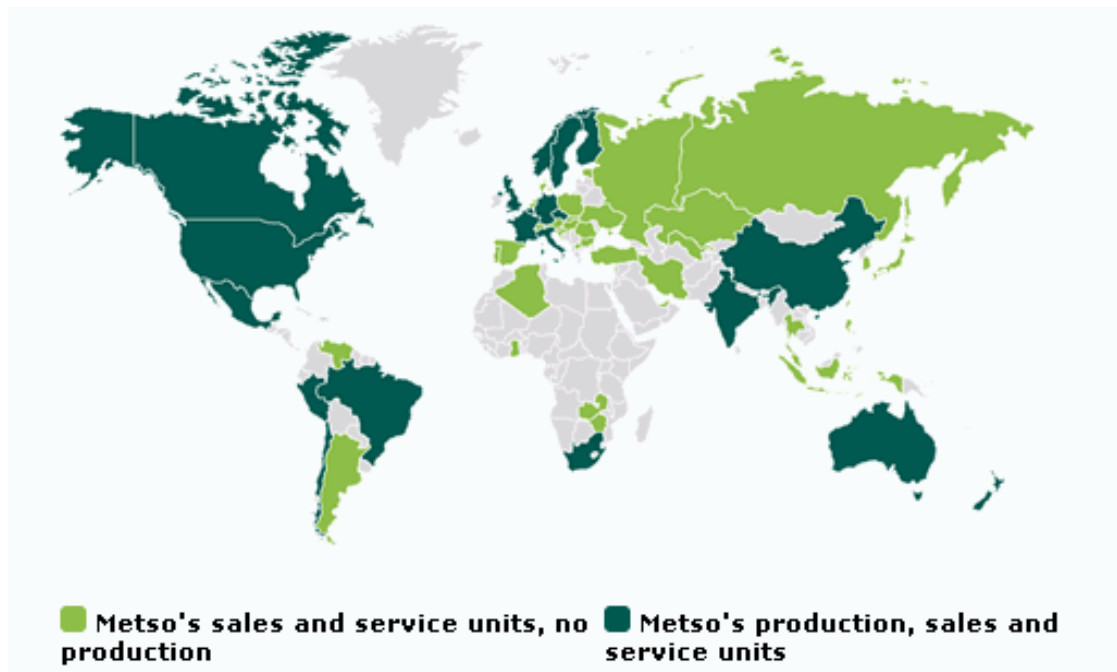 Metso's sales and service units, no
production
Metso's production, sales and
service units